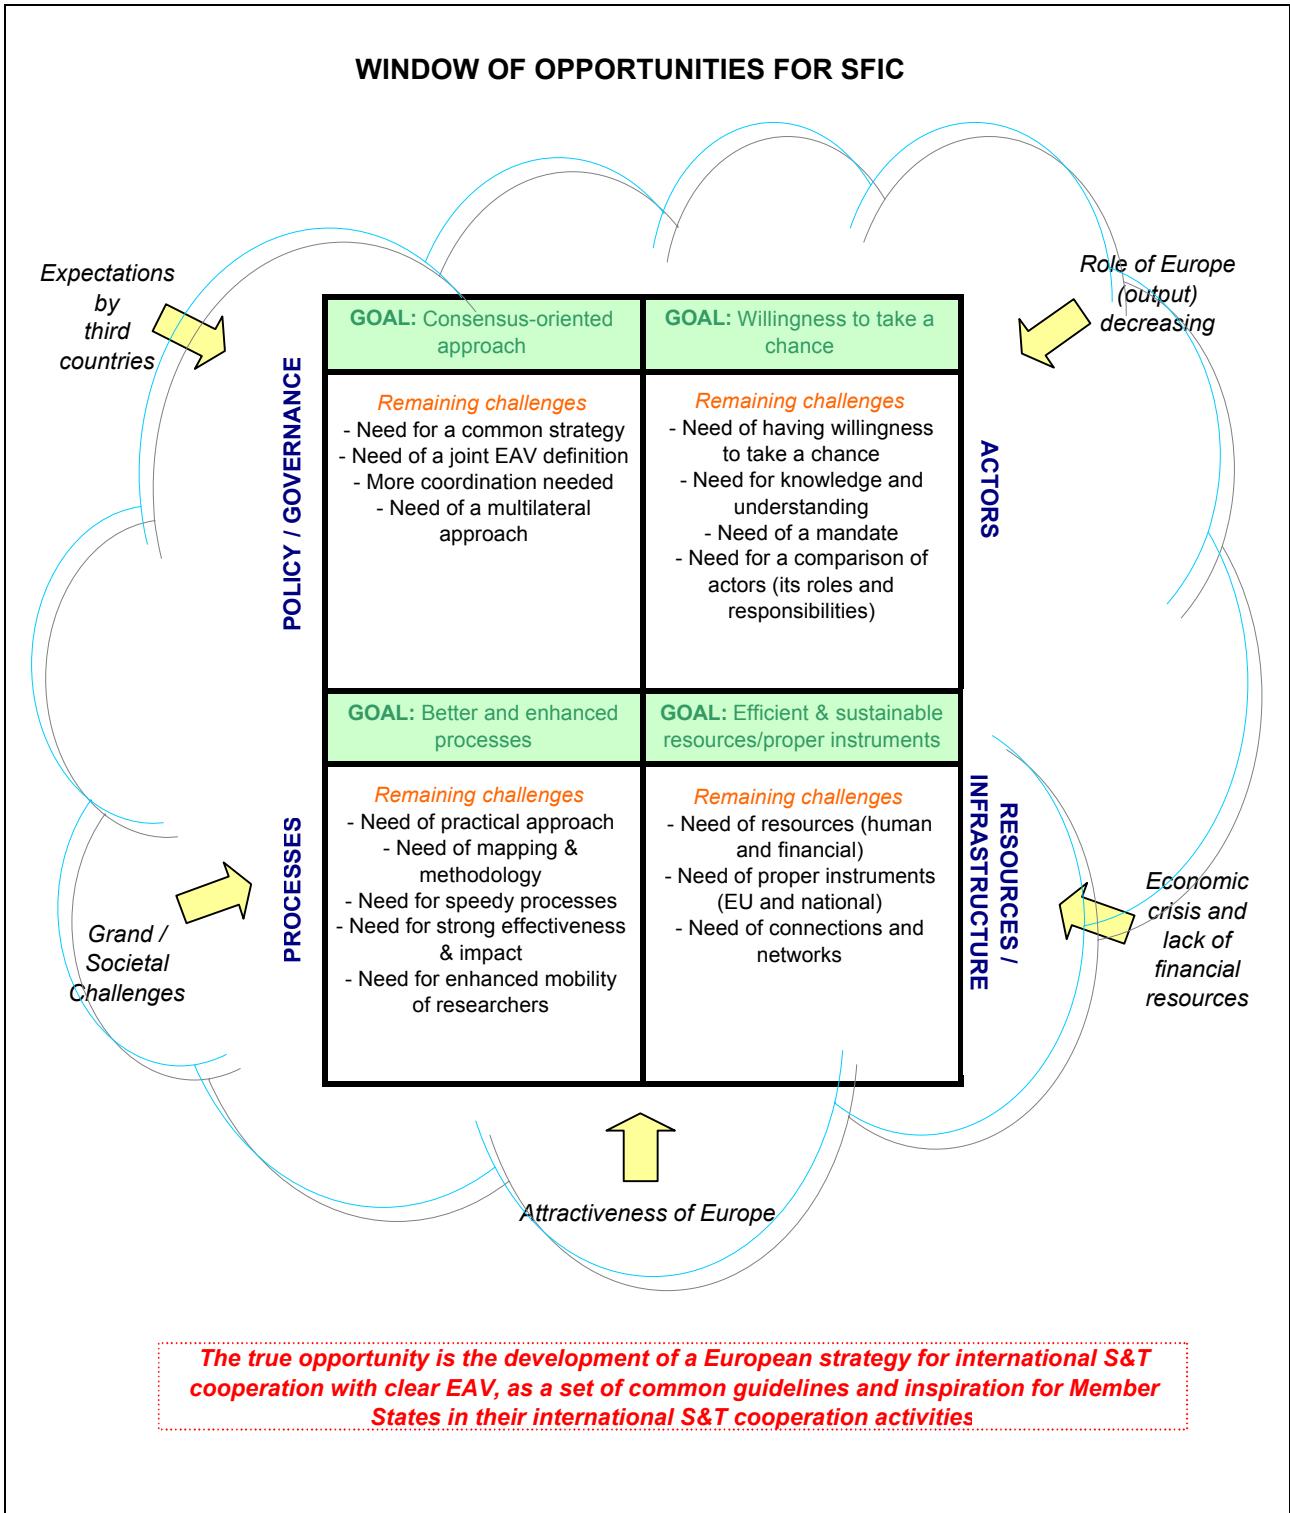 WINDOW OF OPPORTUNITIES FOR SFIC
Expectations
by
third
countries
Role of Europe
(output)
decreasing
POLICY / GOVERNANCE
GOAL: Consensus-oriented
approach
Remaining challenges
- Need for a common strategy
- Need of a joint EAV definition
- More coordination needed
- Need of a multilateral
approach
GOAL: Willingness to take a
chance
Remaining challenges
- Need of having willingness
to take a chance
- Need for knowledge and
understanding
- Need of a mandate
- Need for a comparison of
actors (its roles and
responsibilities)
ACTORS
PROCESSES
GOAL: Better and enhanced
processes
Remaining challenges
- Need of practical approach
- Need of mapping &
methodology
- Need for speedy processes
- Need for strong effectiveness
& impact
- Need for enhanced mobility
of researchers
GOAL: Efficient & sustainable
resources/proper instruments
Remaining challenges
- Need of resources (human
and financial)
- Need of proper instruments
(EU and national)
- Need of connections and
networks
RESOURCES /
INFRASTRUCTURE
Grand /
Societal
Challenges
Economic
crisis and
lack of
financial
resources
Attractiveness of Europe
The true opportunity is the development of a European strategy for international S&T
cooperation with clear EAV, as a set of common guidelines and inspiration for Member
States in their international S&T cooperation activities